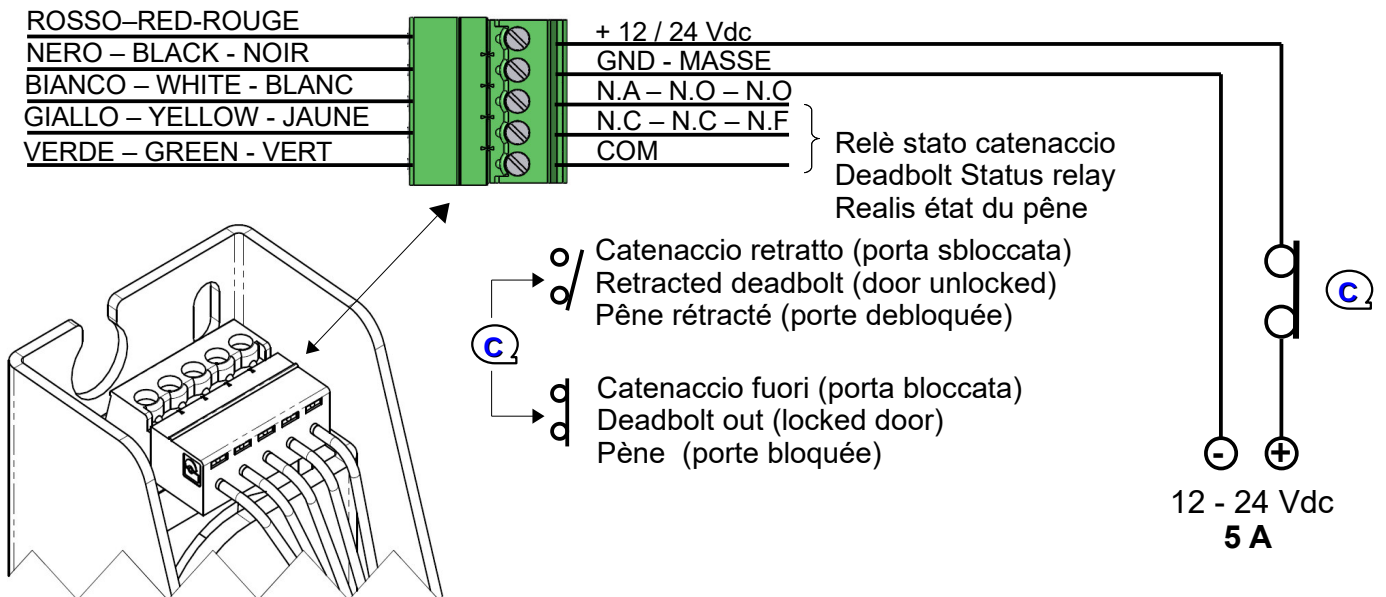 ROSSO–RED-ROUGE
NERO – BLACK - NOIR
BIANCO – WHITE - BLANC
GIALLO – YELLOW - JAUNE
VERDE – GREEN - VERT
+ 12 / 24 Vdc
GND - MASSE
N.A – N.O – N.O
N.C – N.C – N.F
COM
Relè stato catenaccio
Deadbolt Status relay
Realis état du pêne
C
Catenaccio retratto (porta sbloccata)
Retracted deadbolt (door unlocked)
Pêne rétracté (porte debloquée)
Catenaccio fuori (porta bloccata)
Deadbolt out (locked door)
Pène (porte bloquée)
C
- +
12 - 24 Vdc
5 A